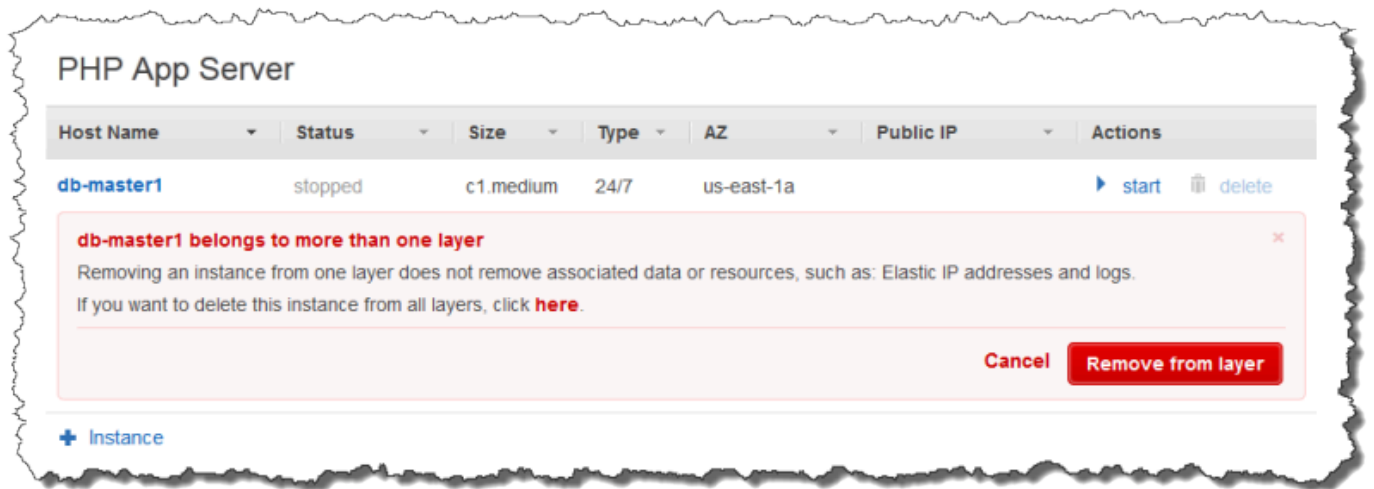 PHP App Server
Host Name Status Size Type AZ Public IP Actions
db-master1 stopped c1.medium 24/7 us-east-1a start delete
db-master1 belongs to more than one layer
Removing an instance from one layer does not remove associated data or resources, such as: Elastic IP addresses and logs.
If you want to delete this instance from all layers, click here.
Cancel Remove from layer
Instance